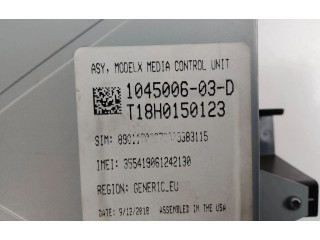 ASY, MODELX MEDIA CONTROL UNIT
1045006-03-D
T18H0150123
SIM:
IMEI: 355419061242130
REGION: GENERIC_EU
DATE: 9/12/2018 ASSEMBLED IN THE USA